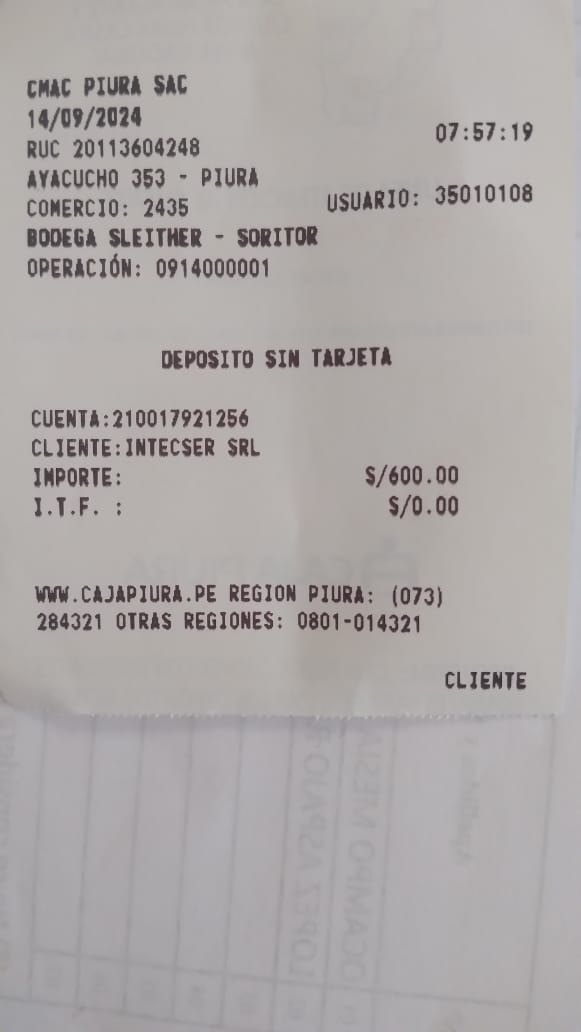 CMAC PIURA SAC
14/09/2024 07:57:19
RUC 20113604248
AYACUCHO 353 - PIURA
COMERCIO: 2435 USUARIO: 35010108
BODEGA SLEITHER - SORITOR
OPERACIÓN: 0914000001
DEPOSITO SIN TARJETA
CUENTA:210017921256
CLIENTE:INTECSER SRL
IMPORTE: S/600.00
I.T.F. : S/0.00
WWW.CAJAPIURA.PE REGION PIURA: (073)
284321 OTRAS REGIONES: 0801-014321
CLIENTE